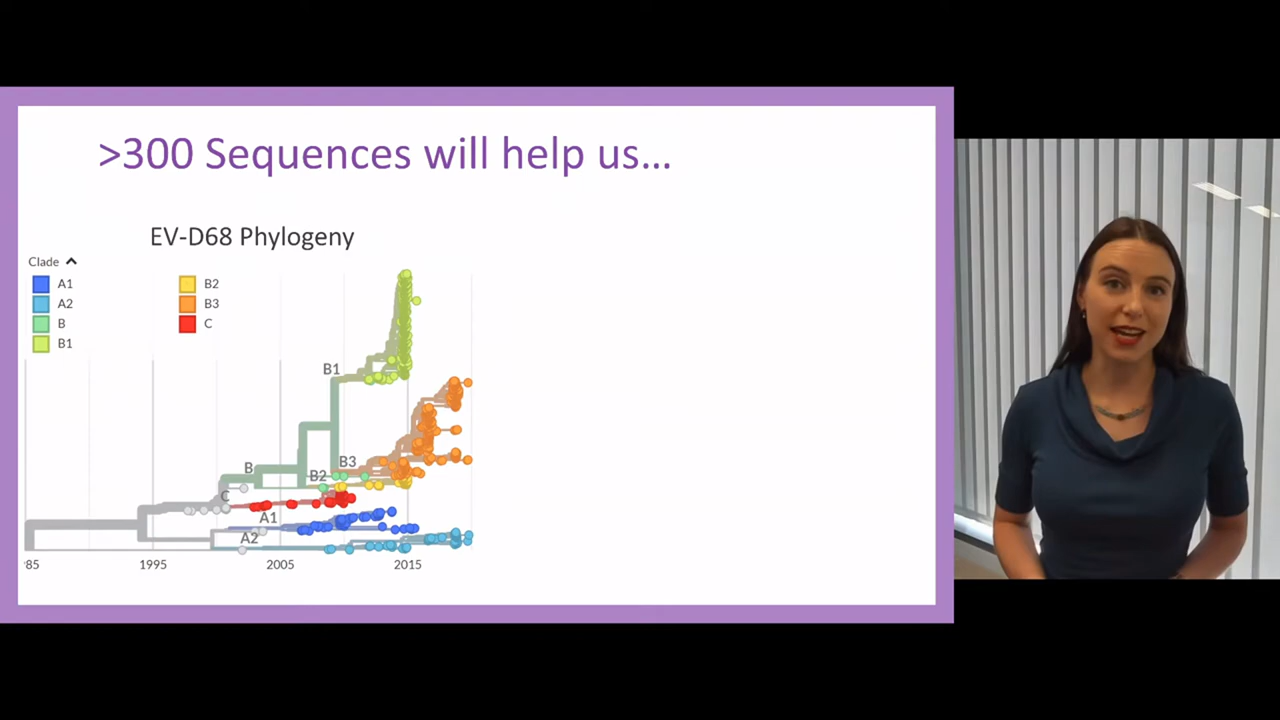 >300 Sequences will help us…
EV-D68 Phylogeny
Clade
A1
A2
B
B1
B2
B3
C
B1
B3
B
B2
C
A1
A2
85
1995
2005
2015